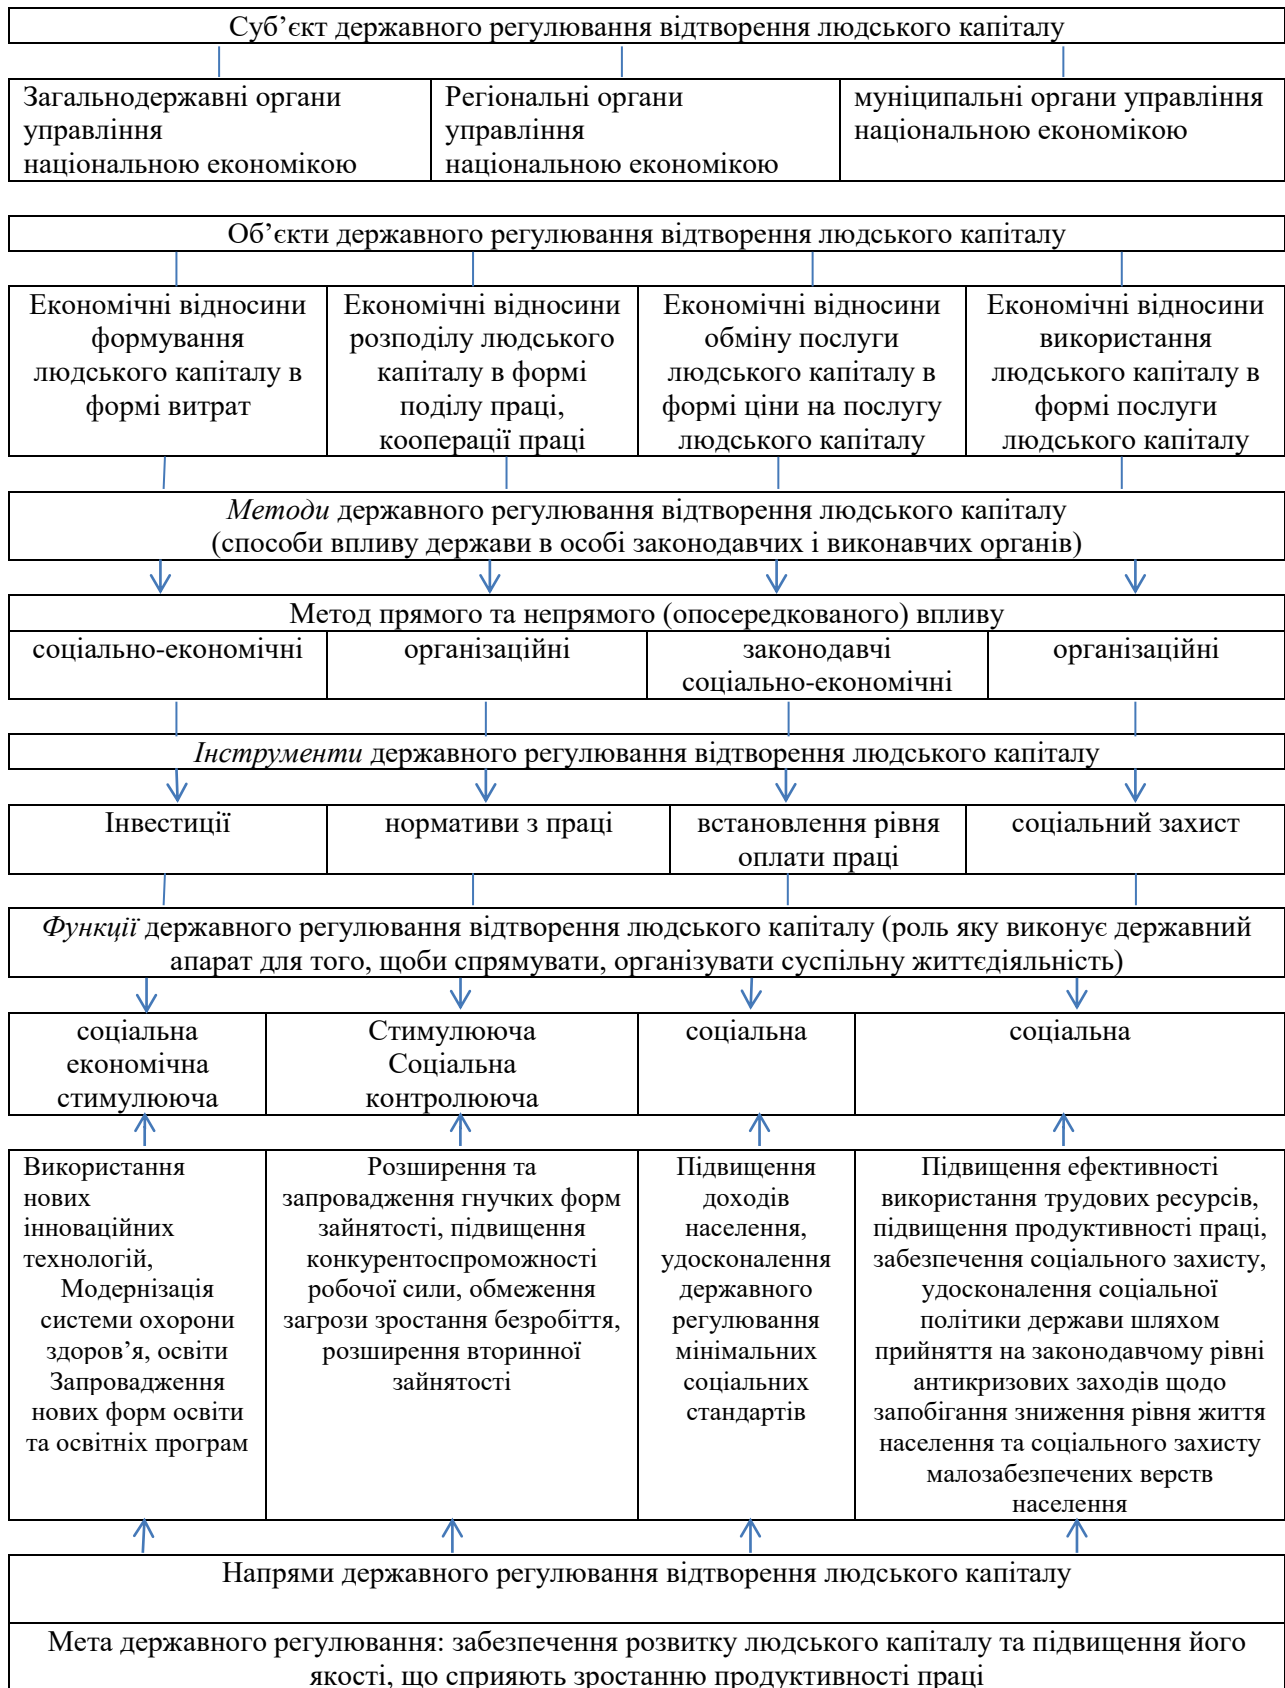 Суб’єкт державного регулювання відтворення людського капіталу
Загальнодержавні органи
управління
національною економікою
Регіональні органи
управління
національною економікою
муніципальні органи управління
національною економікою
Об’єкти державного регулювання відтворення людського капіталу
Економічні відносини
формування
людського капіталу в
формі витрат
Економічні відносини
розподілу людського
капіталу в формі
поділу праці,
кооперації праці
Економічні відносини
обміну послуги
людського капіталу в
формі ціни на послугу
людського капіталу
Економічні відносини
використання
людського капіталу в
формі послуги
людського капіталу
Методи державного регулювання відтворення людського капіталу
(способи впливу держави в особі законодавчих і виконавчих органів)
Метод прямого та непрямого (опосередкованого) впливу
соціально-економічні
організаційні
законодавчі
соціально-економічні
організаційні
Інструменти державного регулювання відтворення людського капіталу
Інвестиції
нормативи з праці
встановлення рівня
оплати праці
соціальний захист
Функції державного регулювання відтворення людського капіталу (роль яку виконує державний
апарат для того, щоби спрямувати, організувати суспільну життєдіяльність)
соціальна
економічна
стимулююча
Стимулююча
Соціальна
контролююча
соціальна
соціальна
Використання
нових
інноваційних
технологій,
Модернізація
системи охорони
здоров’я, освіти
Запровадження
нових форм освіти
та освітніх програм
Розширення та
запровадження гнучких форм
зайнятості, підвищення
конкурентоспроможності
робочої сили, обмеження
загрози зростання безробіття,
розширення вторинної
зайнятості
Підвищення
доходів
населення,
удосконалення
державного
регулювання
мінімальних
соціальних
стандартів
Підвищення ефективності
використання трудових ресурсів,
підвищення продуктивності праці,
забезпечення соціального захисту,
удосконалення соціальної
політики держави шляхом
прийняття на законодавчому рівні
антикризових заходів щодо
запобігання зниження рівня життя
населення та соціального захисту
малозабезпечених верств
населення
Напрями державного регулювання відтворення людського капіталу
Мета державного регулювання: забезпечення розвитку людського капіталу та підвищення його
якості, що сприяють зростанню продуктивності праці